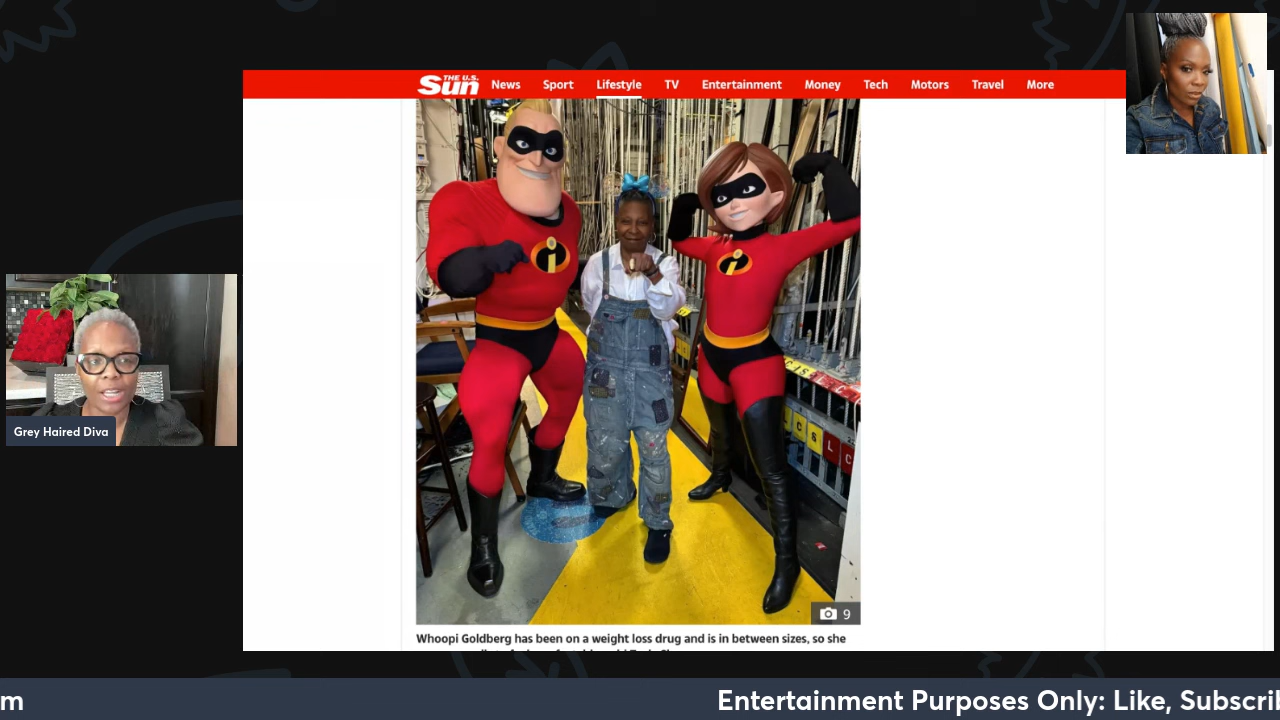 THE U.S.
Sun
News Sport Lifestyle TV Entertainment Money Tech Motors Travel More
Grey Haired Diva
9
Whoopi Goldberg has been on a weight loss drug and is in between sizes, so she
m
Entertainment Purposes Only: Like, Subscrib